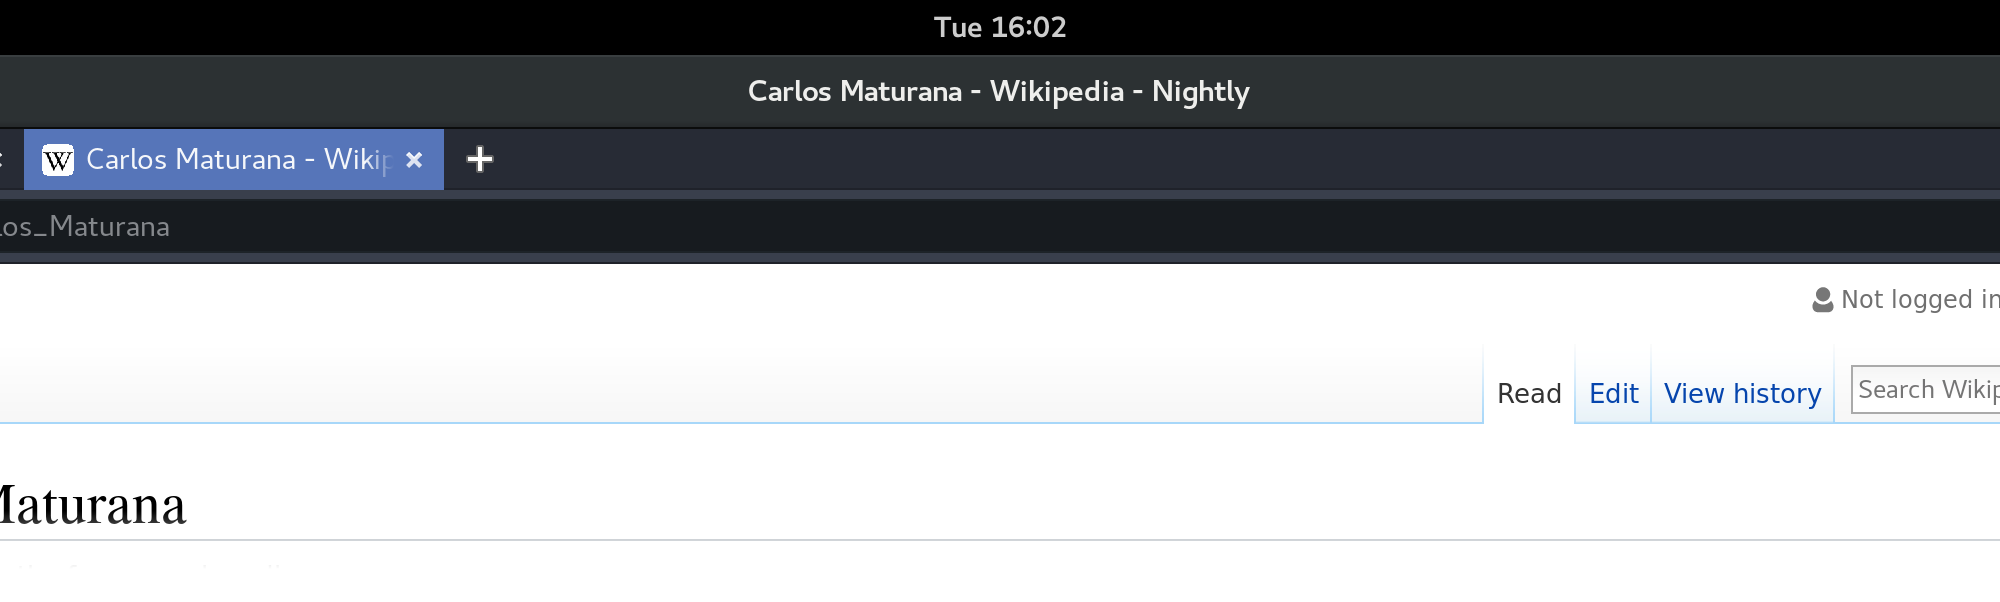 Tue 16:02
Carlos Maturana - Wikipedia - Nightly
W Carlos Maturana - Wikip
los_Maturana
Not logged in
Read Edit View history Search Wikip
Maturana